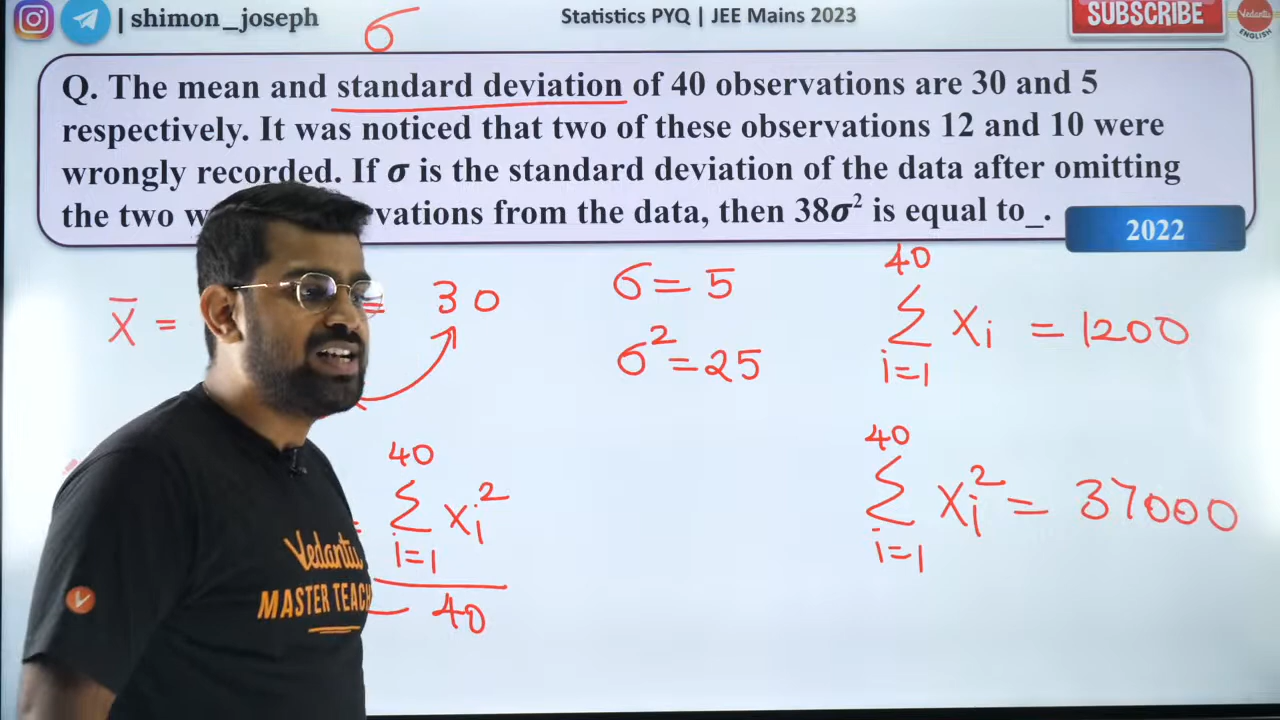 | shimon_joseph
Statistics PYQ | JEE Mains 2023
SUBSCRIBE
Vedantu
ENGLISH
σ
Q. The mean and standard deviation of 40 observations are 30 and 5
respectively. It was noticed that two of these observations 12 and 10 were
wrongly recorded. If σ is the standard deviation of the data after omitting
the two w vations from the data, then 38σ² is equal to_.
2022
X̄ = = 30
σ = 5
σ² = 25
40
Σ xi = 1200
i=1
40
Σ xi²
i=1
40
40
Σ xi² = 37000
i=1
Vedantu
MASTER TEACH